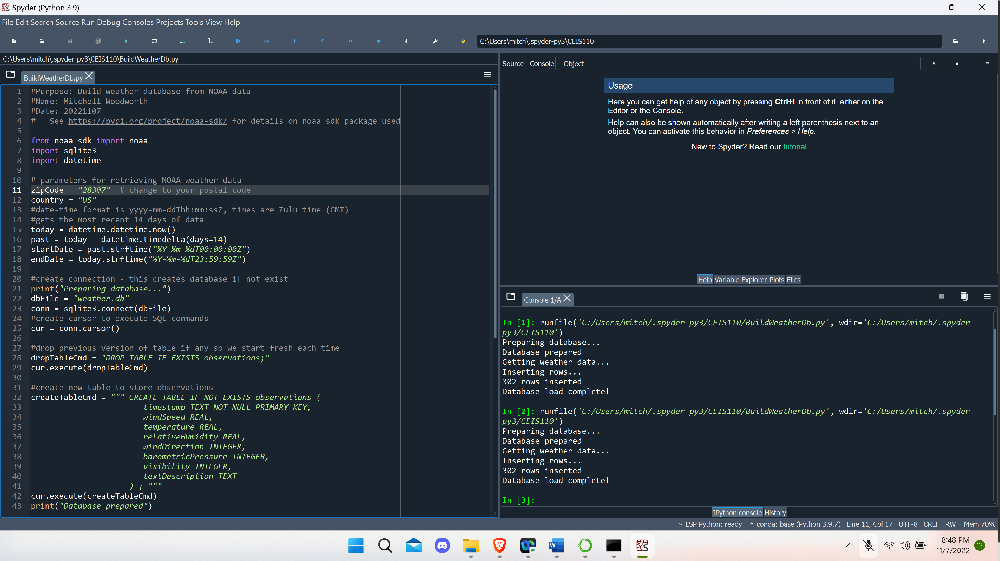 Spyder (Python 3.9)
File Edit Search Source Run Debug Consoles Projects Tools View Help
C:\Users\mitch\.spyder-py3\CEIS110
C:\Users\mitch\.spyder-py3\CEIS110\BuildWeatherDb.py
BuildWeatherDb.py
1 #Purpose: Build weather database from NOAA data
2 #Name: Mitchell Woodworth
3 #Date: 20221107
4 #   See https://pypi.org/project/noaa-sdk/ for details on noaa_sdk package used
5
6 from noaa_sdk import noaa
7 import sqlite3
8 import datetime
9
10 # parameters for retrieving NOAA weather data
11 zipCode = "28307"  # change to your postal code
12 country = "US"
13 #date-time format is yyyy-mm-ddThh:mm:ssZ, times are Zulu time (GMT)
14 #gets the most recent 14 days of data
15 today = datetime.datetime.now()
16 past = today - datetime.timedelta(days=14)
17 startDate = past.strftime("%Y-%m-%dT00:00:00Z")
18 endDate = today.strftime("%Y-%m-%dT23:59:59Z")
19
20 #create connection - this creates database if not exist
21 print("Preparing database...")
22 dbFile = "weather.db"
23 conn = sqlite3.connect(dbFile)
24 #create cursor to execute SQL commands
25 cur = conn.cursor()
26
27 #drop previous version of table if any so we start fresh each time
28 dropTableCmd = "DROP TABLE IF EXISTS observations;"
29 cur.execute(dropTableCmd)
30
31 #create new table to store observations
32 createTableCmd = """ CREATE TABLE IF NOT EXISTS observations (
33                         timestamp TEXT NOT NULL PRIMARY KEY,
34                         windSpeed REAL,
35                         temperature REAL,
36                         relativeHumidity REAL,
37                         windDirection INTEGER,
38                         barometricPressure INTEGER,
39                         visibility INTEGER,
40                         textDescription TEXT
41                      ) ; """
42 cur.execute(createTableCmd)
43 print("Database prepared")
Source Console Object
Usage
Here you can get help of any object by pressing Ctrl+I in front of it, either on the
Editor or the Console.
Help can also be shown automatically after writing a left parenthesis next to an
object. You can activate this behavior in Preferences > Help.
New to Spyder? Read our tutorial
Help Variable Explorer Plots Files
Console 1/A
In [1]: runfile('C:/Users/mitch/.spyder-py3/CEIS110/BuildWeatherDb.py', wdir='C:/Users/mitch/.spyder-
py3/CEIS110')
Preparing database...
Database prepared
Getting weather data...
Inserting rows...
302 rows inserted
Database load complete!
In [2]: runfile('C:/Users/mitch/.spyder-py3/CEIS110/BuildWeatherDb.py', wdir='C:/Users/mitch/.spyder-
py3/CEIS110')
Preparing database...
Database prepared
Getting weather data...
Inserting rows...
302 rows inserted
Database load complete!
In [3]:
IPython console History
LSP Python: ready conda: base (Python 3.9.7) Line 11, Col 17 UTF-8 CRLF RW Mem 70%
8:48 PM
11/7/2022
12